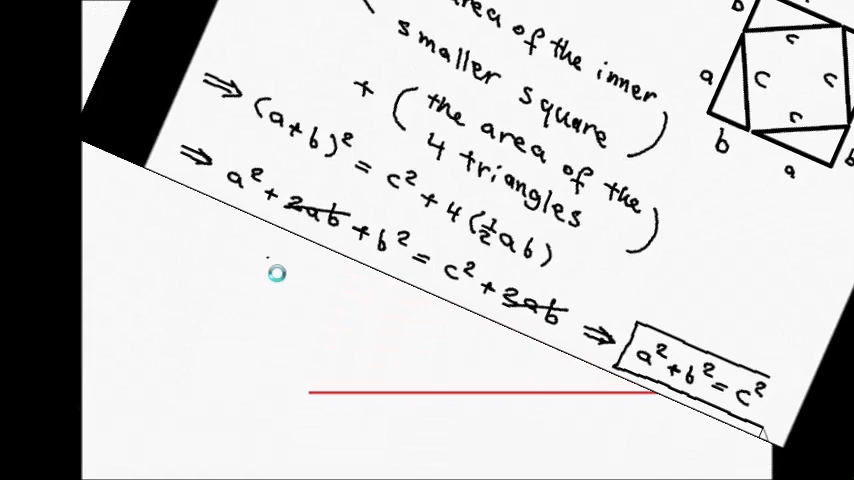 area of the inner
smaller square )
+ ( the area of the
4 triangles )
⇒ (a+b)² = c² + 4(½ab)
⇒ a² + 2ab + b² = c² + 2ab ⇒ a² + b² = c²
b
c
a c c
c
b a b